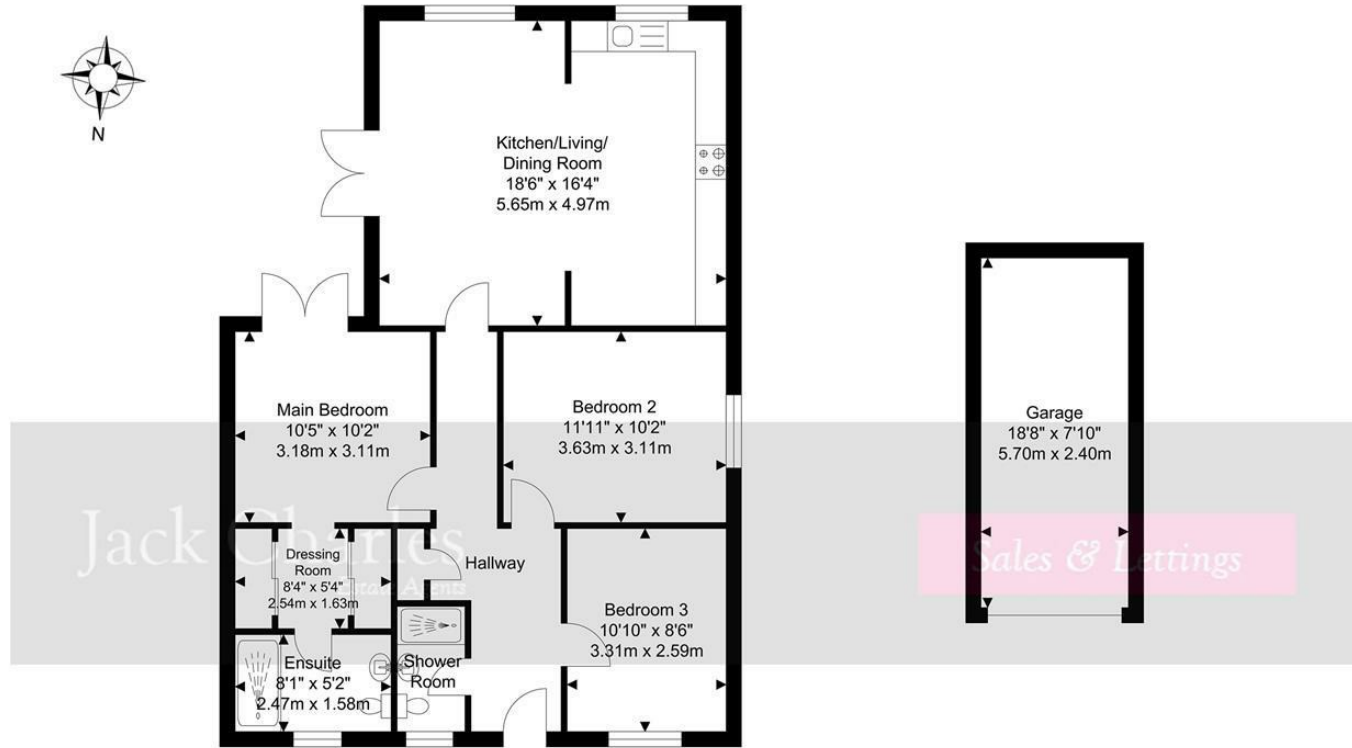 N
Kitchen/Living/
Dining Room
18'6" x 16'4"
5.65m x 4.97m
Main Bedroom
10'5" x 10'2"
3.18m x 3.11m
Bedroom 2
11'11" x 10'2"
3.63m x 3.11m
Garage
18'8" x 7'10"
5.70m x 2.40m
Jack Charles
Estate Agents
Sales & Lettings
Dressing
Room
8'4" x 5'4"
2.54m x 1.63m
Hallway
Bedroom 3
10'10" x 8'6"
3.31m x 2.59m
Ensuite
8'1" x 5'2"
2.47m x 1.58m
Shower
Room